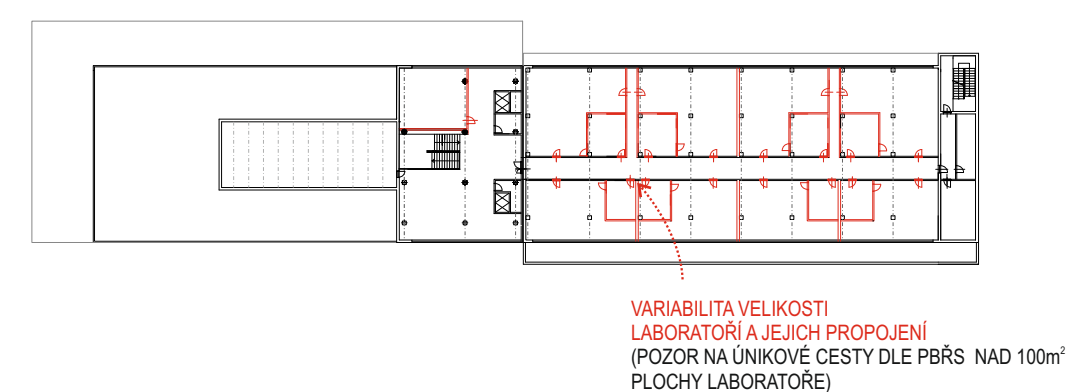 VARIABILITA VELIKOSTI
LABORATOŘÍ A JEJICH PROPOJENÍ
(POZOR NA ÚNIKOVÉ CESTY DLE PBŘS NAD 100m²
PLOCHY LABORATOŘE)